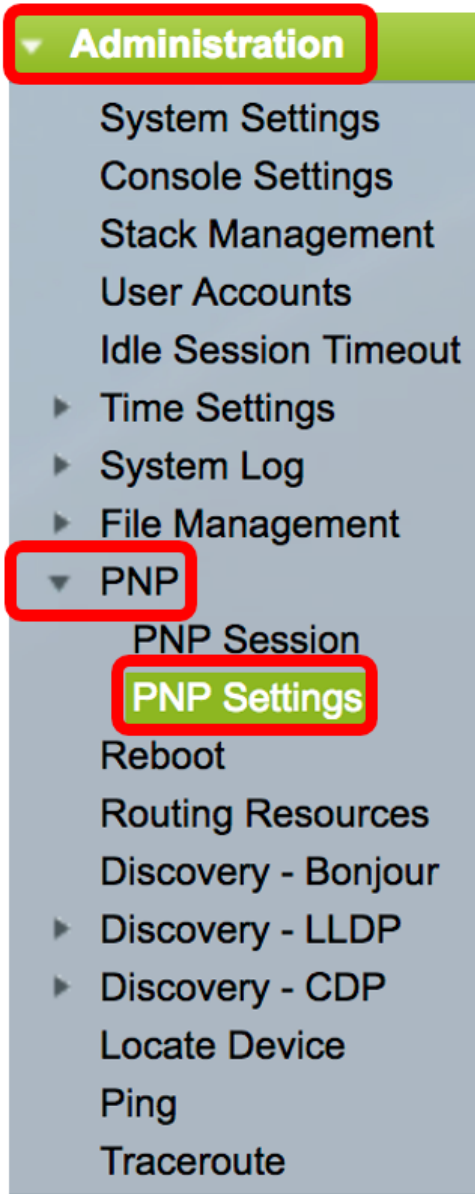 Administration
System Settings
Console Settings
Stack Management
User Accounts
Idle Session Timeout
Time Settings
System Log
File Management
PNP
PNP Session
PNP Settings
Reboot
Routing Resources
Discovery - Bonjour
Discovery - LLDP
Discovery - CDP
Locate Device
Ping
Traceroute